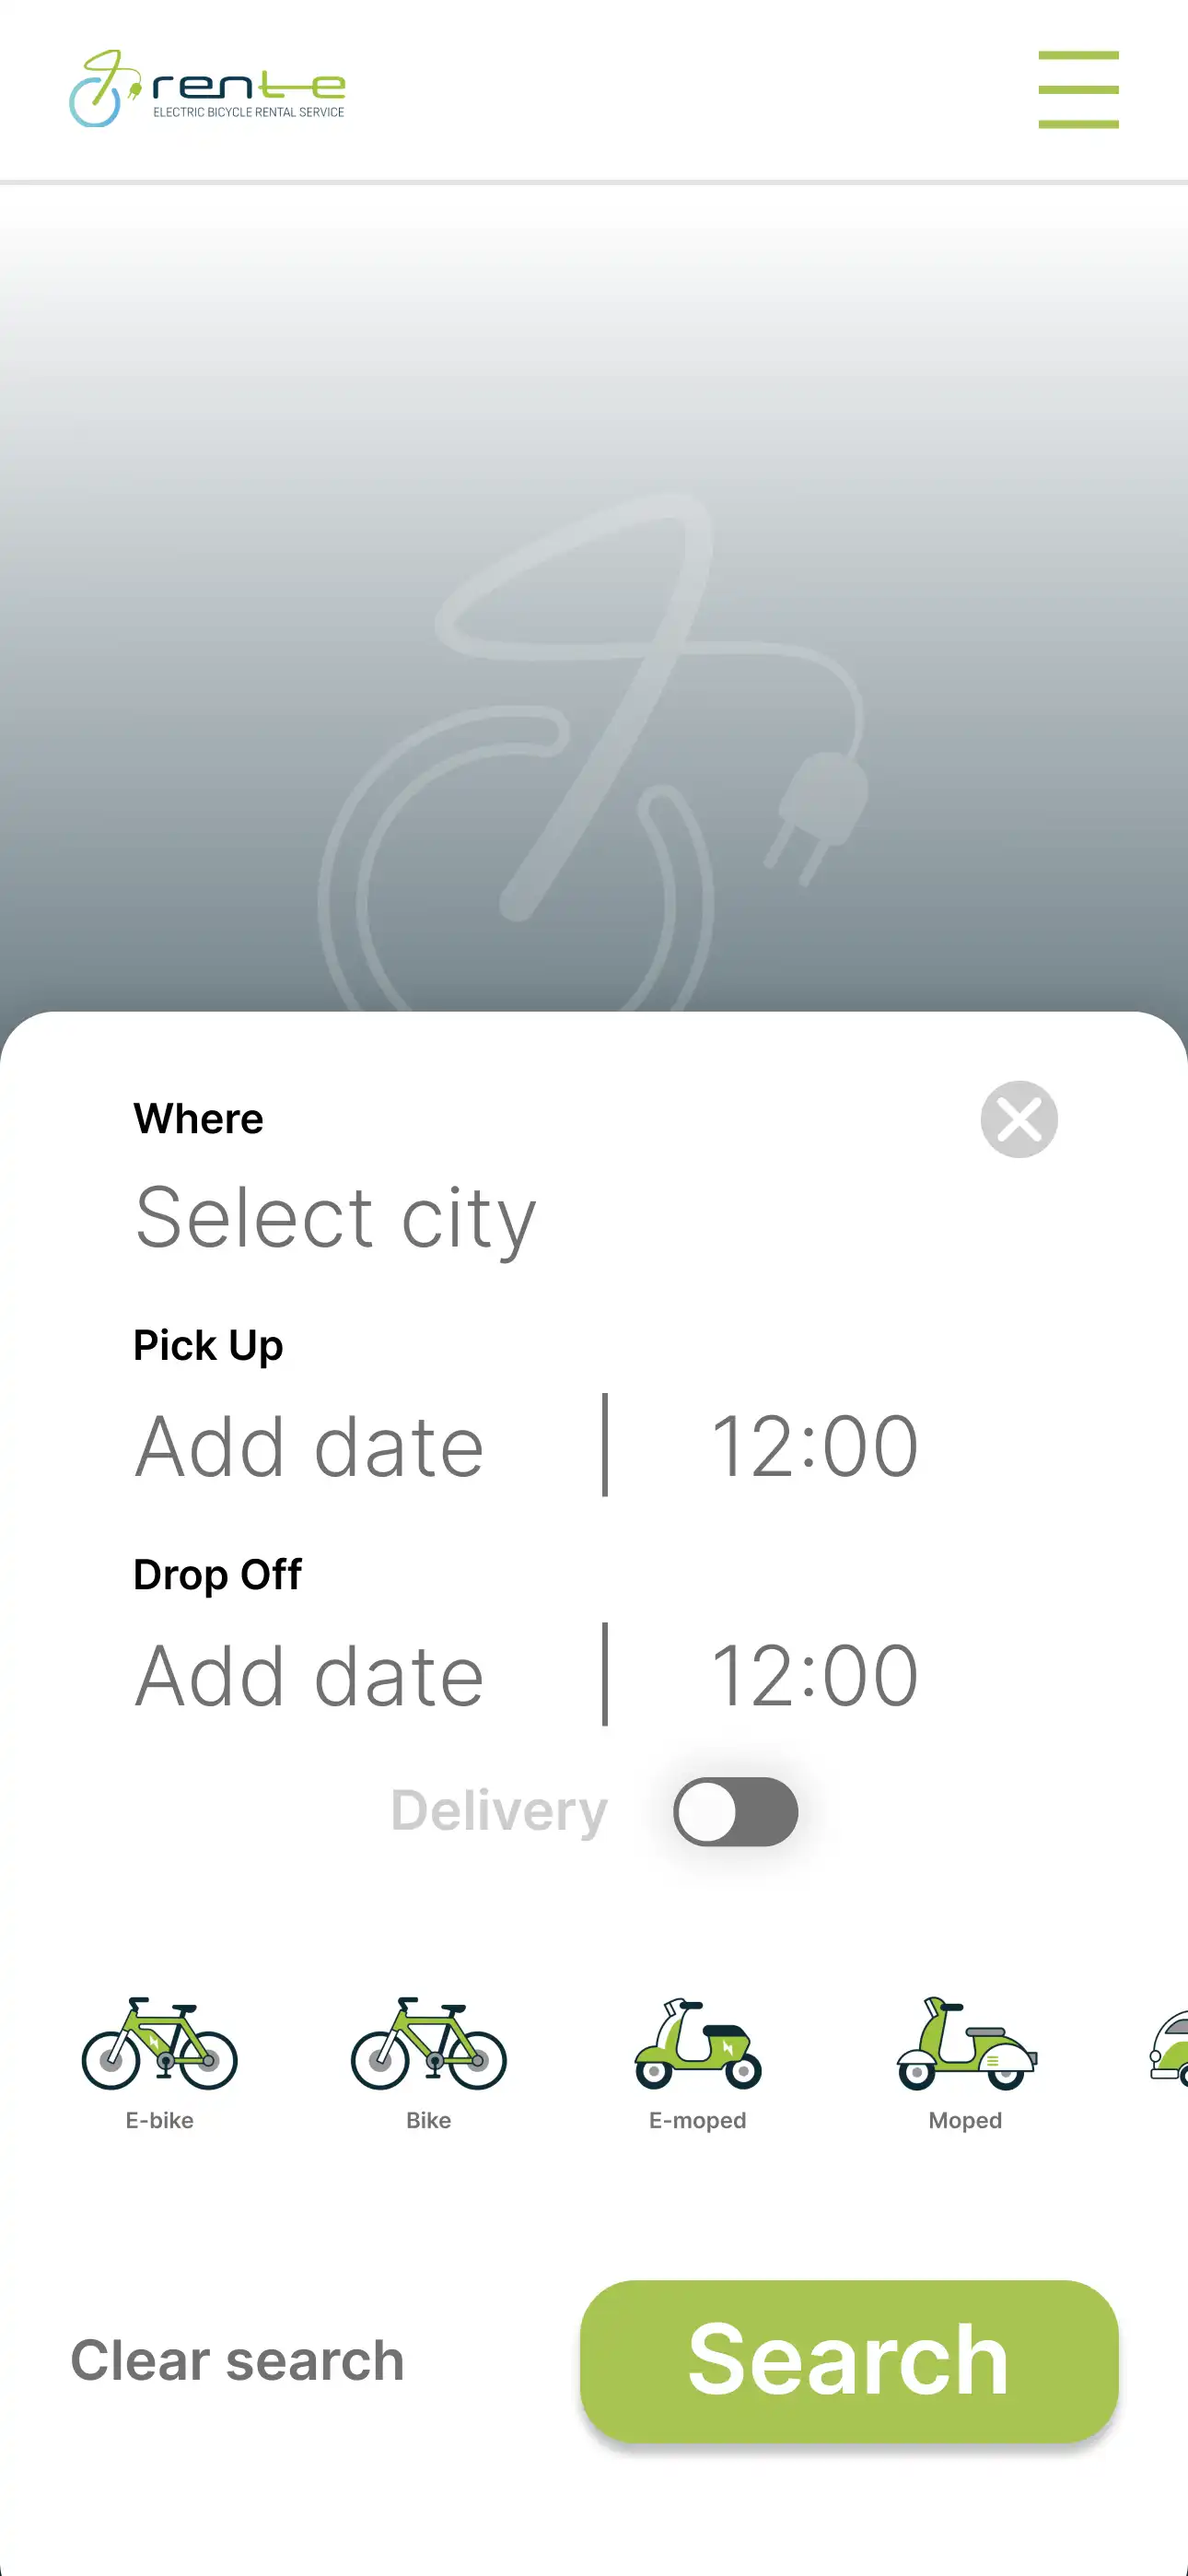 rente
ELECTRIC BICYCLE RENTAL SERVICE
Where
Select city
Pick Up
Add date | 12:00
Drop Off
Add date | 12:00
Delivery
E-bike Bike E-moped Moped
Clear search Search